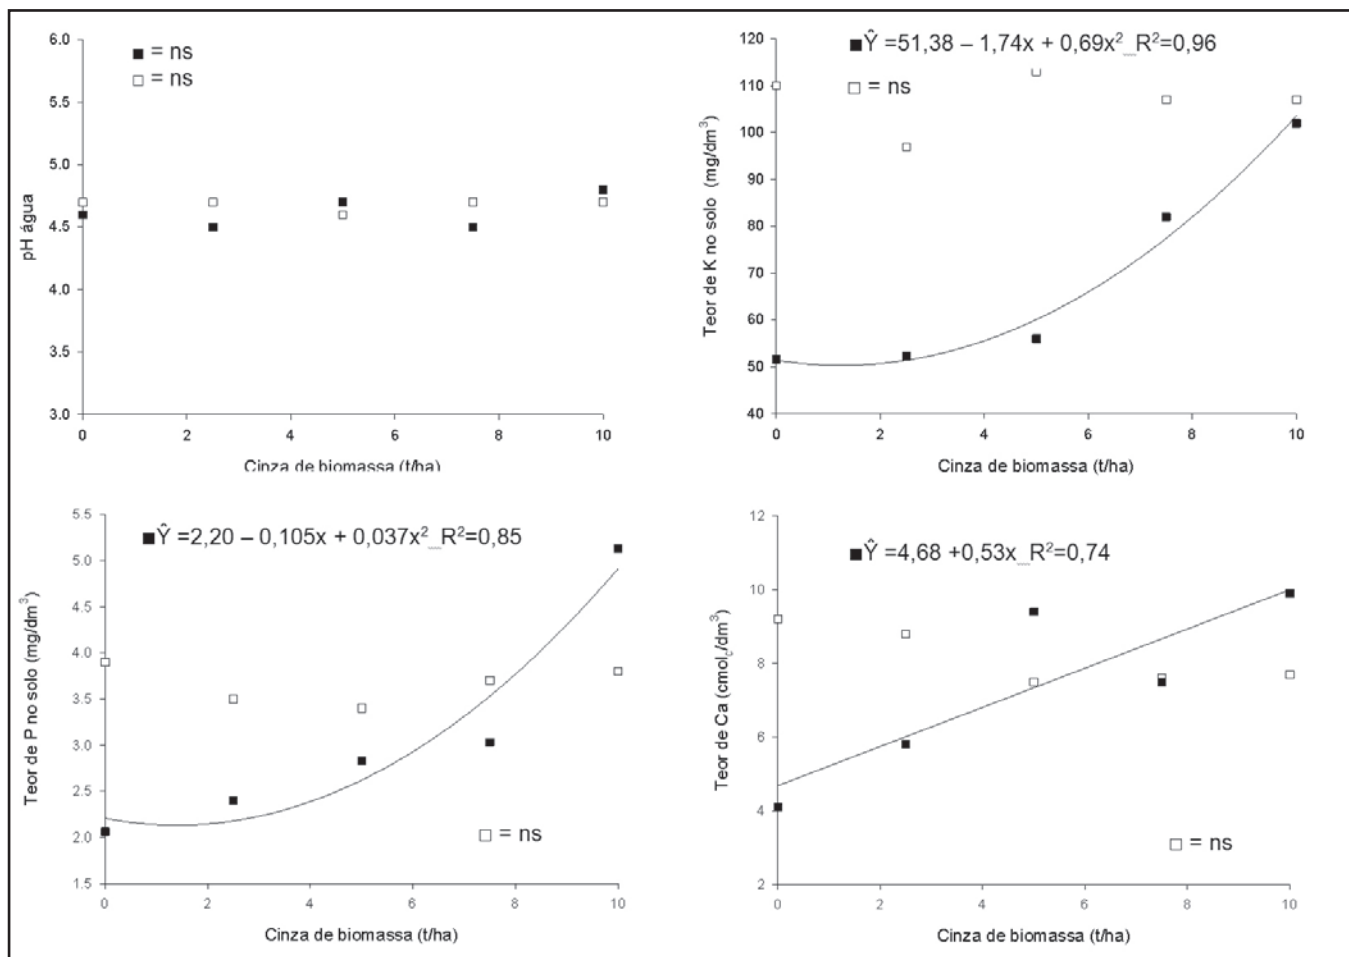 6.0
5.5
5.0
4.5
4.0
3.5
3.0
0 2 4 6 8 10
■ = ns
□ = ns
pH água
Cinza de biomassa (t/ha)
120
110
100
90
80
70
60
50
40
0 2 4 6 8 10
■Ŷ =51,38 – 1,74x + 0,69x²_R²=0,96
□ = ns
Teor de K no solo (mg/dm³)
Cinza de biomassa (t/ha)
5.5
5.0
4.5
4.0
3.5
3.0
2.5
2.0
1.5
0 2 4 6 8 10
■Ŷ =2,20 – 0,105x + 0,037x²_R²=0,85
□ = ns
Teor de P no solo (mg/dm³)
Cinza de biomassa (t/ha)
12
10
8
6
4
2
0 2 4 6 8 10
■Ŷ =4,68 +0,53x_R²=0,74
□ = ns
Teor de Ca (cmol_c/dm³)
Cinza de biomassa (t/ha)